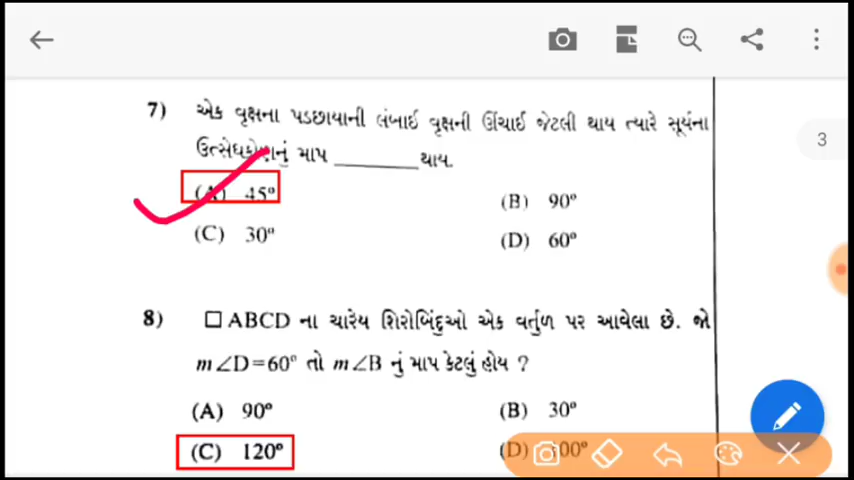 7) એક વૃક્ષના પડછાયાની લંબાઈ વૃક્ષની ઊંચાઈ જેટલી થાય ત્યારે સૂર્યના
3
ઉત્સેધકોણનું માપ ________ થાય.
(A) 45° (B) 90°
(C) 30° (D) 60°
8) □ ABCD ના ચારેય શિરોબિંદુઓ એક વર્તુળ પર આવેલા છે. જો
m∠D=60° તો m∠B નું માપ કેટલું હોય ?
(A) 90° (B) 30°
(C) 120° (D)